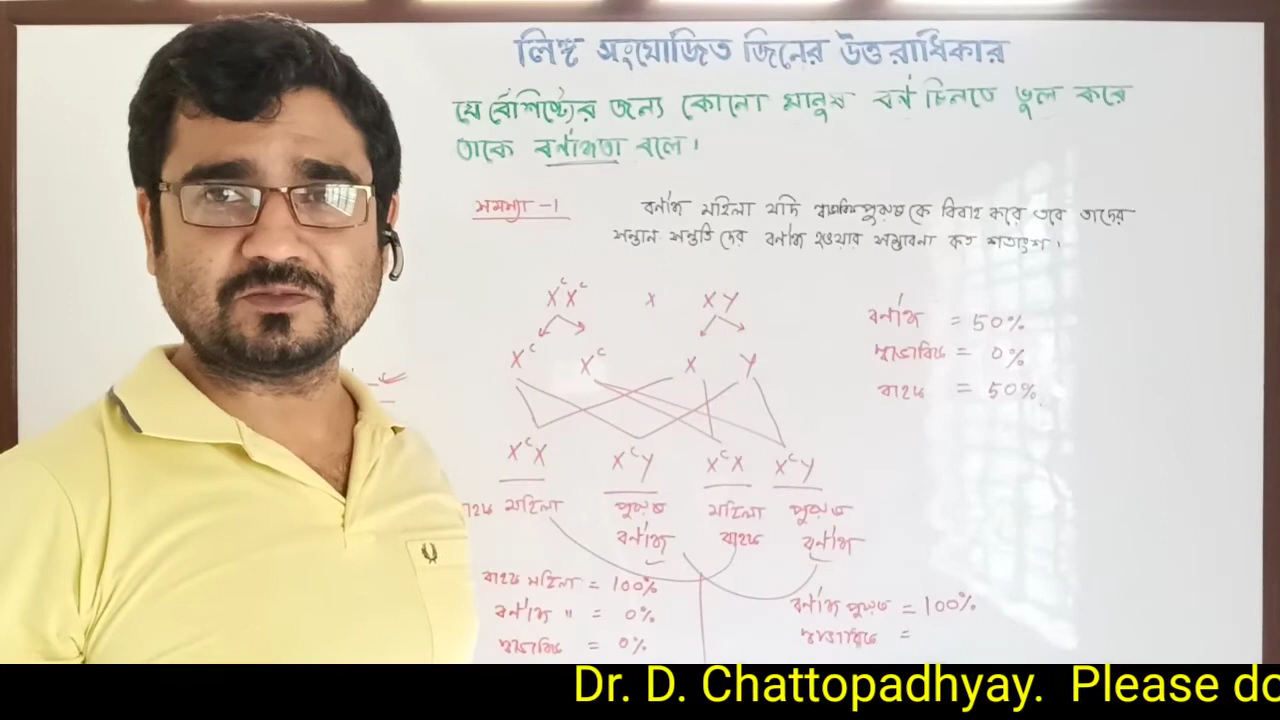 লিঙ্গ সংযোজিত জিনের উত্তরাধিকার
যে বৈশিষ্ট্যের জন্য কোনো মানুষ বর্ণ চিনতে ভুল করে
তাকে বর্ণান্ধতা বলে।
সমস্যা -1
বর্ণান্ধ মহিলা যদি স্বাভাবিক পুরুষকে বিবাহ করে তবে তাদের
সন্তান সন্ততিদের বর্ণান্ধ হওয়ার সম্ভাবনা কত শতাংশ।
XᶜXᶜ x XY
Xᶜ Xᶜ X Y
XᶜX XᶜY XᶜX XᶜY
বাহক মহিলা পুরুষ মহিলা পুরুষ
বর্ণান্ধ বাহক বর্ণান্ধ
বর্ণান্ধ = 50%
স্বাভাবিক = 0%
বাহক = 50%
বাহক মহিলা = 100%
বর্ণান্ধ " = 0%
স্বাভাবিক = 0%
বর্ণান্ধ পুরুষ = 100%
স্বাভাবিক =
Dr. D. Chattopadhyay. Please do